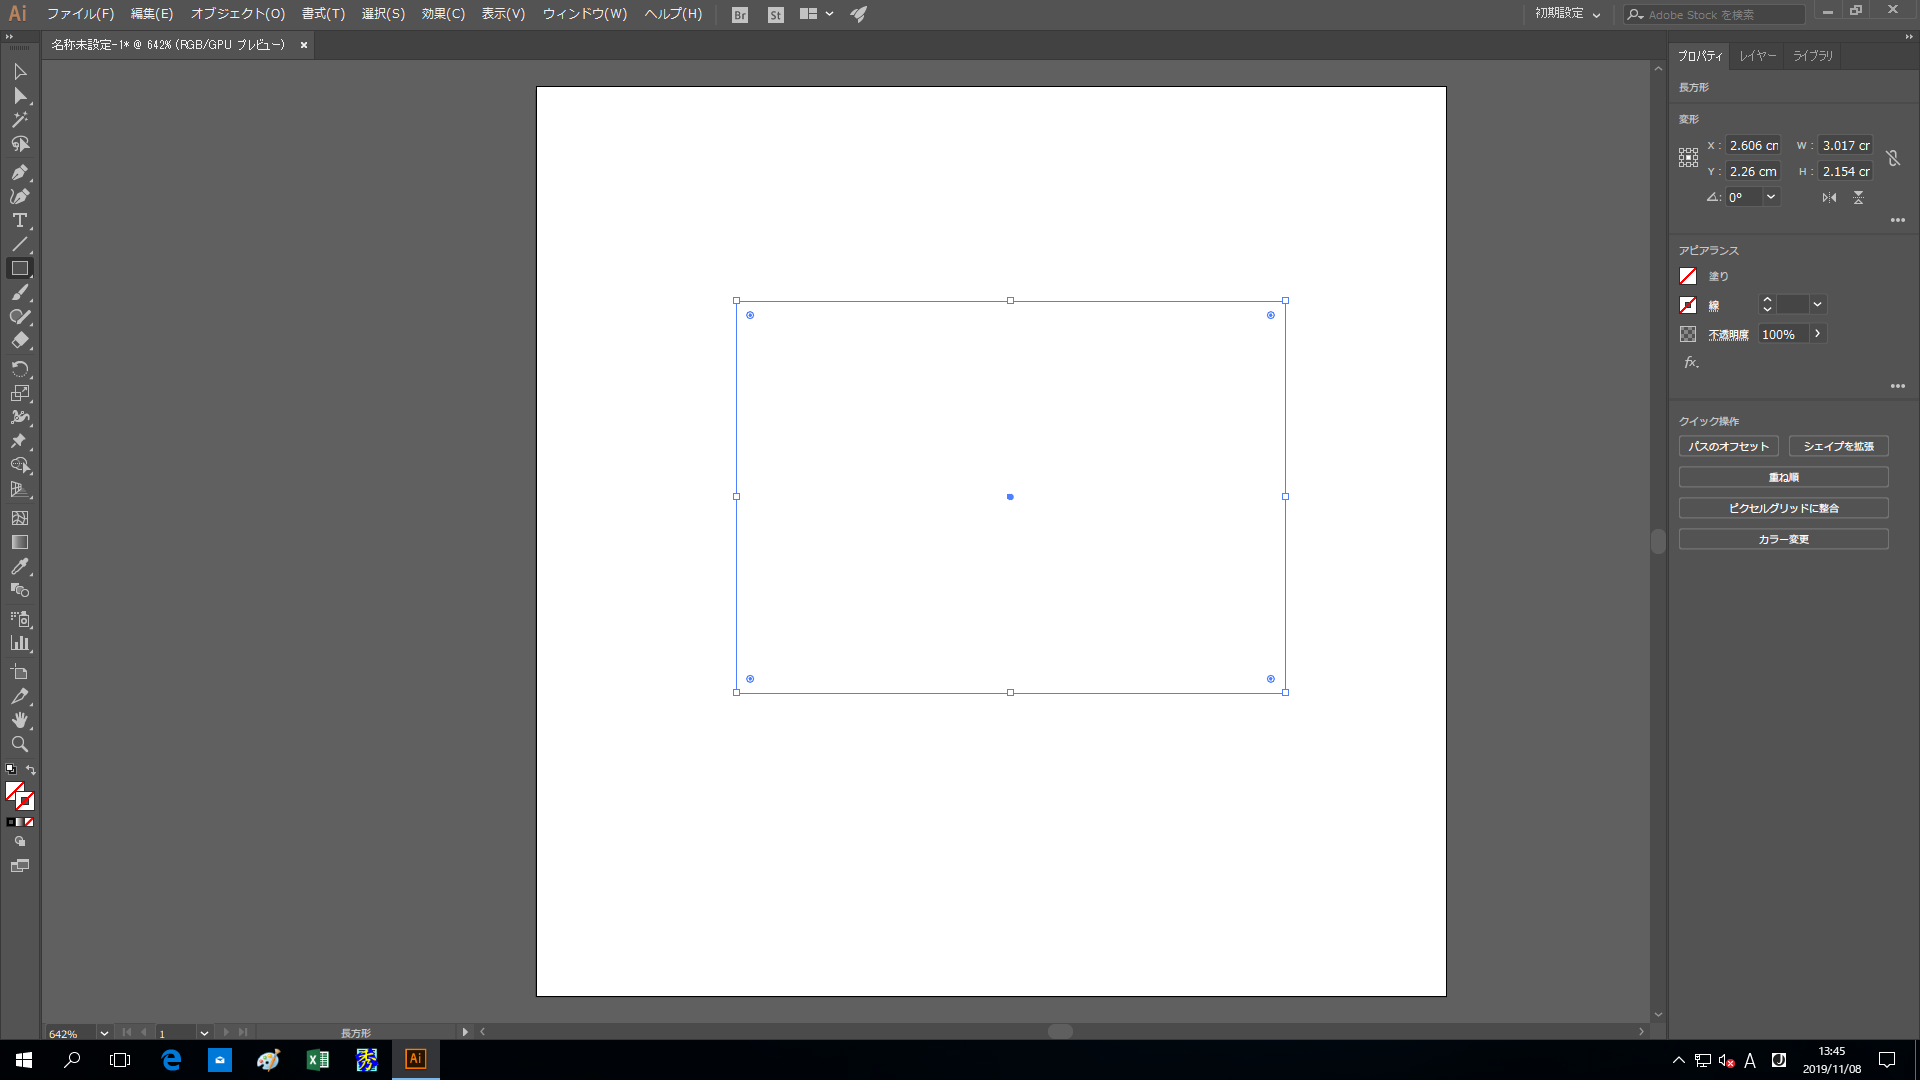 Ai ファイル(F) 編集(E) オブジェクト(O) 書式(T) 選択(S) 効果(C) 表示(V) ウィンドウ(W) ヘルプ(H) Br St 初期設定 Adobe Stock を検索
名称未設定-1* @ 642% (RGB/GPU プレビュー)
プロパティ レイヤー ライブラリ
長方形
変形
X : 2.606 cm W : 3.017 cr
Y : 2.26 cm H : 2.154 cr
0°
アピアランス
塗り
線
不透明度 100%
fx.
クイック操作
パスのオフセット シェイプを拡張
重ね順
ピクセルグリッドに整合
カラー変更
642% 1 長方形
秀 Ai A J
13:45
2019/11/08